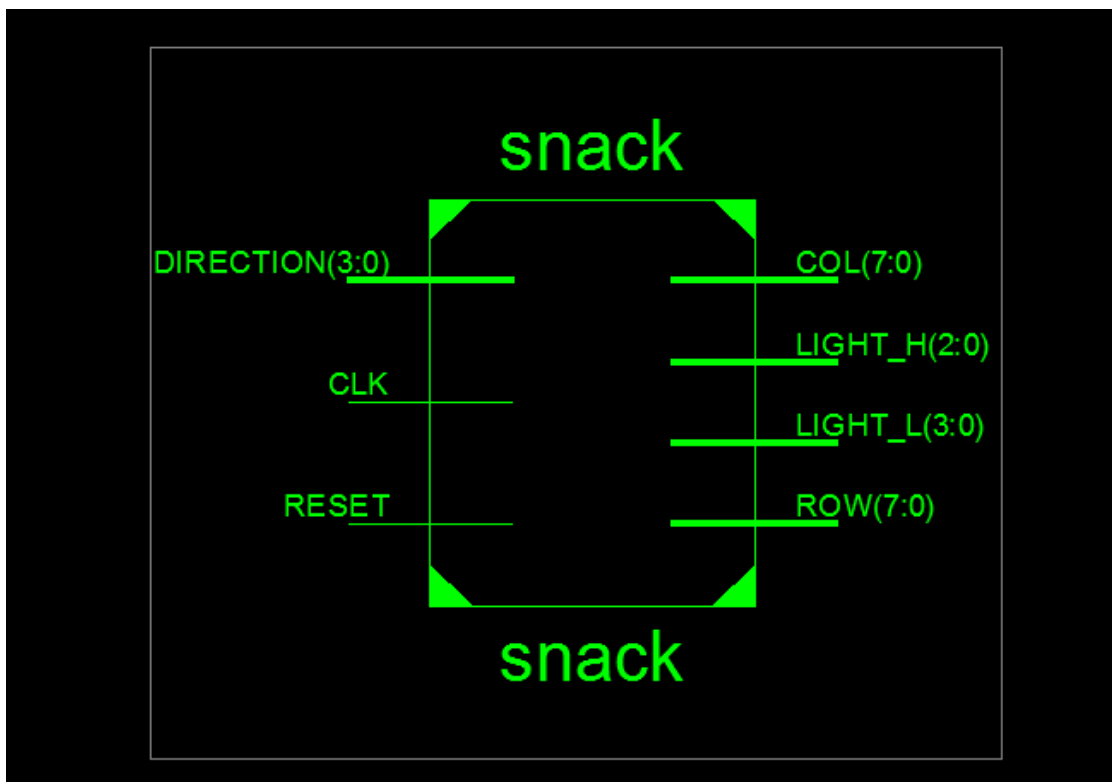 snack
DIRECTION(3:0)
COL(7:0)
LIGHT_H(2:0)
CLK
LIGHT_L(3:0)
RESET
ROW(7:0)
snack